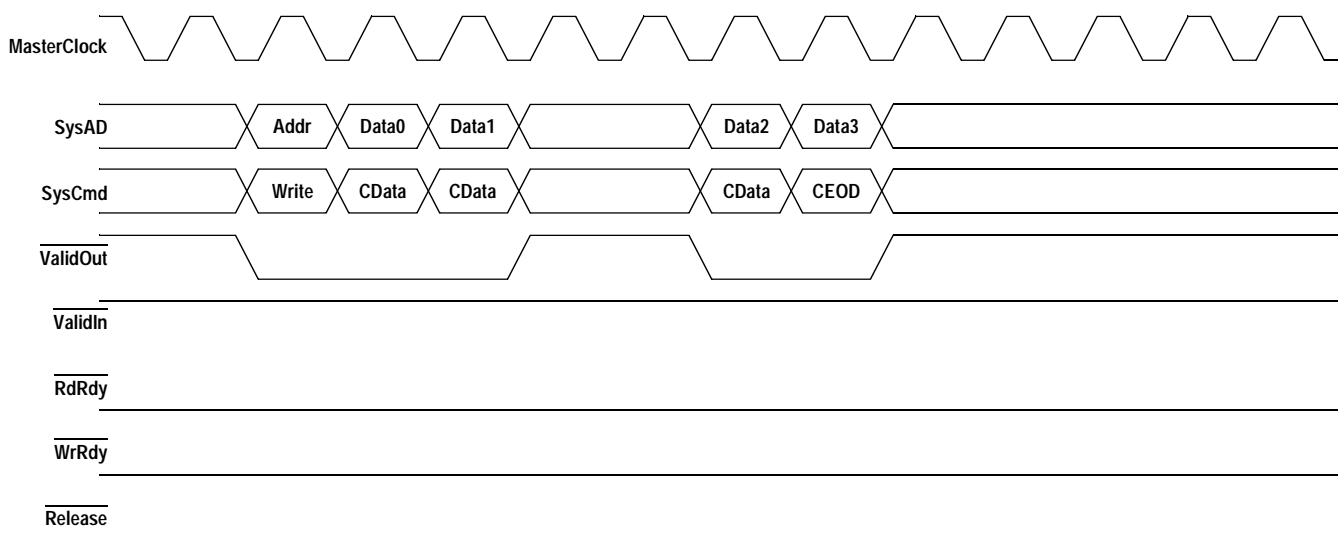 MasterClock
SysAD Addr Data0 Data1 Data2 Data3
SysCmd Write CData CData CData CEOD
ValidOut
ValidIn
RdRdy
WrRdy
Release